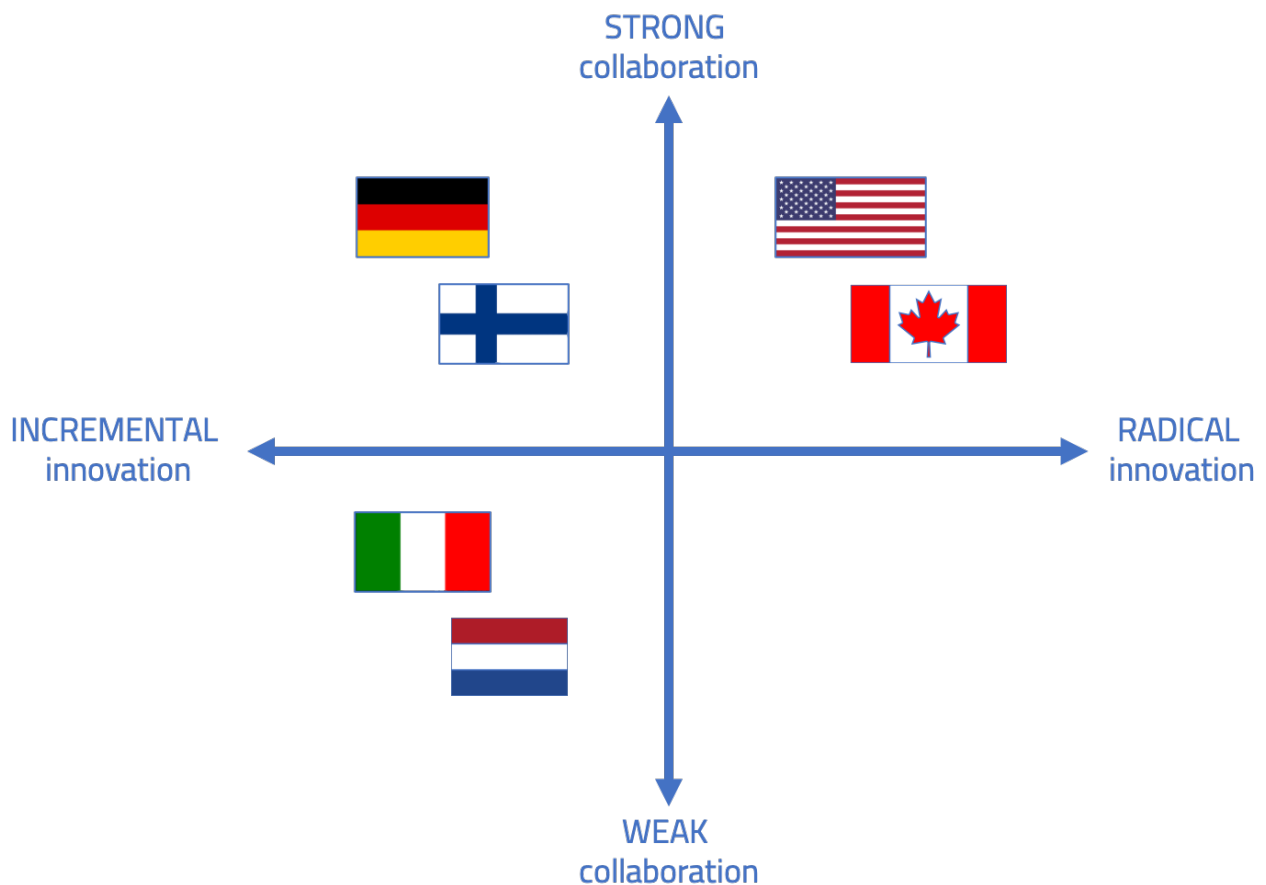 STRONG
collaboration
INCREMENTAL
innovation
RADICAL
innovation
WEAK
collaboration